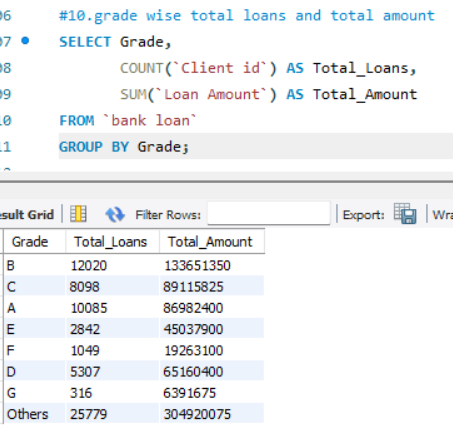 06 #10.grade wise total loans and total amount
07 SELECT Grade,
08 COUNT(`Client id`) AS Total_Loans,
09 SUM(`Loan Amount`) AS Total_Amount
10 FROM `bank loan`
11 GROUP BY Grade;
sult Grid Filter Rows: Export: Wra
Grade Total_Loans Total_Amount
B 12020 133651350
C 8098 89115825
A 10085 86982400
E 2842 45037900
F 1049 19263100
D 5307 65160400
G 316 6391675
Others 25779 304920075